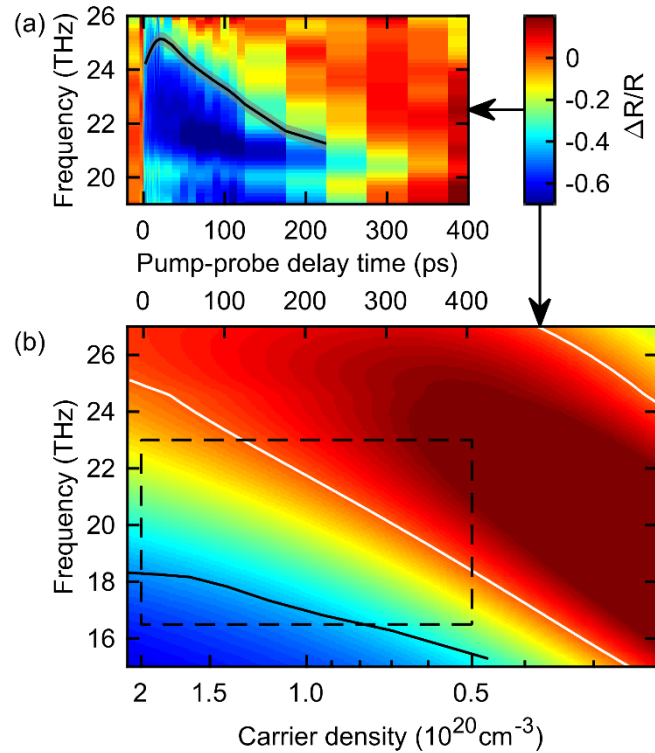 (a)
26
24
22
20
Frequency (THz)
0 100 200 300 400
Pump-probe delay time (ps)
0
-0.2
-0.4
-0.6
ΔR/R
0 100 200 300 400
(b)
26
24
22
20
18
16
Frequency (THz)
2 1.5 1.0 0.5
Carrier density (10²⁰cm⁻³)